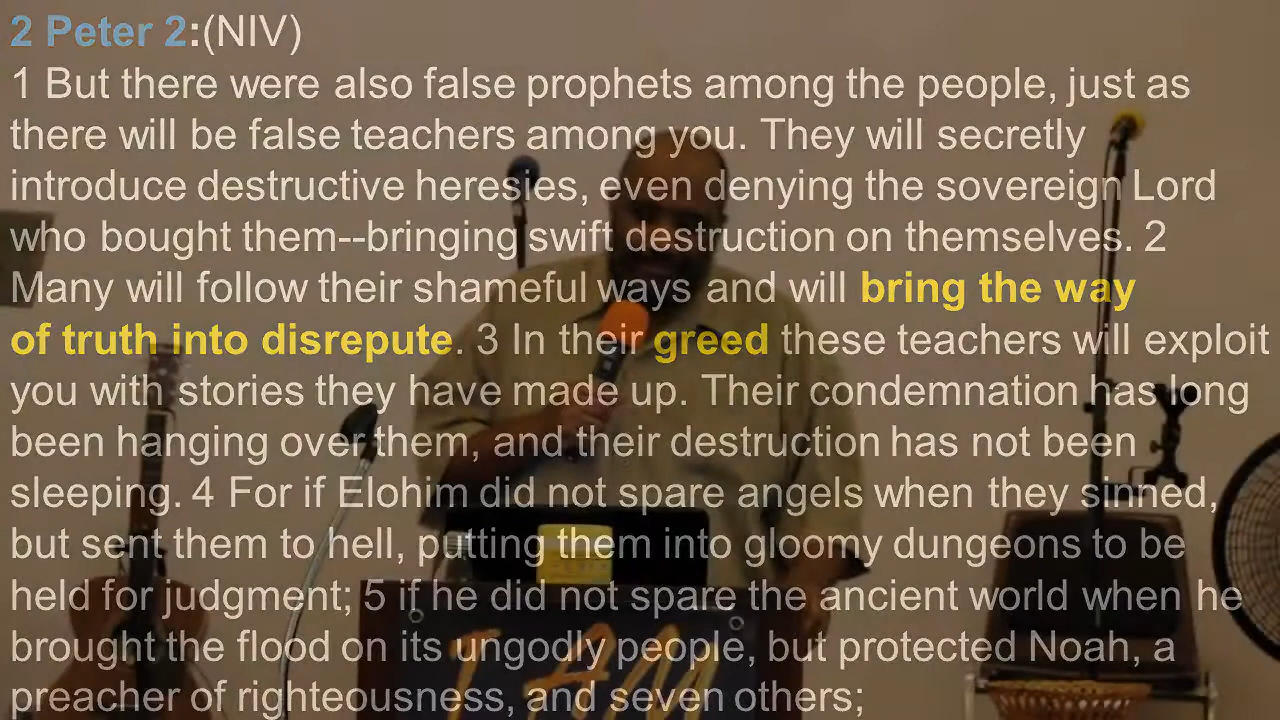 2 Peter 2:(NIV)
1 But there were also false prophets among the people, just as
there will be false teachers among you. They will secretly
introduce destructive heresies, even denying the sovereign Lord
who bought them--bringing swift destruction on themselves. 2
Many will follow their shameful ways and will bring the way
of truth into disrepute. 3 In their greed these teachers will exploit
you with stories they have made up. Their condemnation has long
been hanging over them, and their destruction has not been
sleeping. 4 For if Elohim did not spare angels when they sinned,
but sent them to hell, putting them into gloomy dungeons to be
held for judgment; 5 if he did not spare the ancient world when he
brought the flood on its ungodly people, but protected Noah, a
preacher of righteousness, and seven others;
I AM